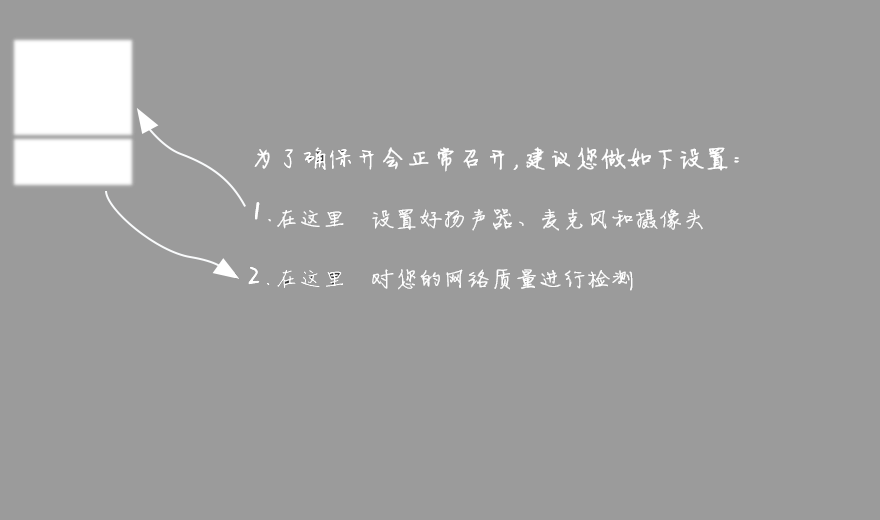 为了确保开会正常召开,建议您做如下设置:
1.在这里 设置好扬声器、麦克风和摄像头
2.在这里 对您的网络质量进行检测